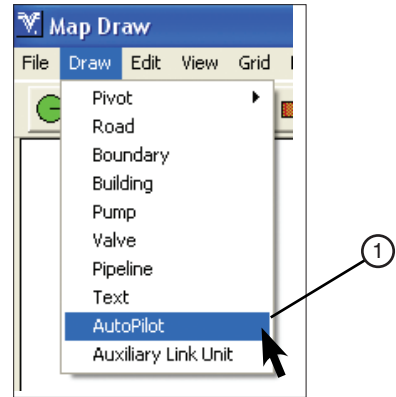 Map Draw
File Draw Edit View Grid
Pivot
Road
Boundary
Building
Pump
Valve
Pipeline
Text
AutoPilot
Auxiliary Link Unit
1